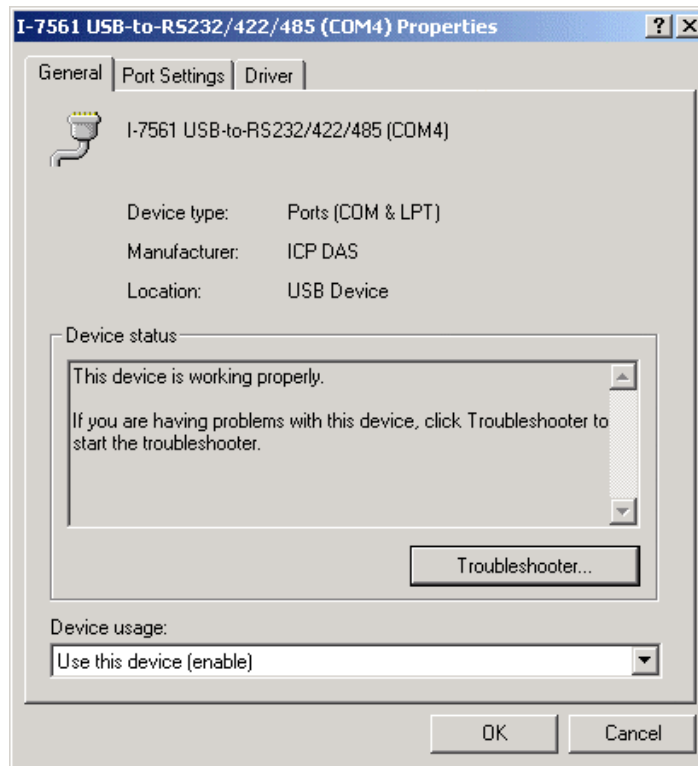 I-7561 USB-to-RS232/422/485 (COM4) Properties
General Port Settings Driver
I-7561 USB-to-RS232/422/485 (COM4)
Device type: Ports (COM & LPT)
Manufacturer: ICP DAS
Location: USB Device
Device status
This device is working properly.
If you are having problems with this device, click Troubleshooter to
start the troubleshooter.
Troubleshooter...
Device usage:
Use this device (enable)
OK Cancel